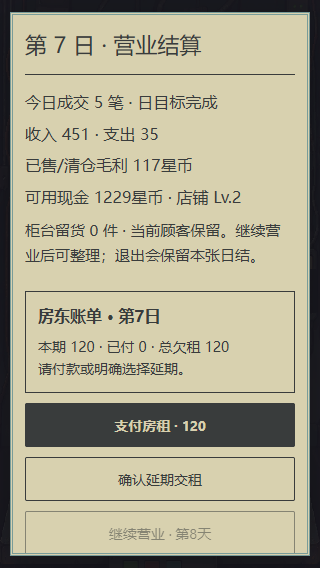 第 7 日 · 营业结算
今日成交 5 笔 · 日目标完成
收入 451 · 支出 35
已售/清仓毛利 117星币
可用现金 1229星币 · 店铺 Lv.2
柜台留货 0 件 · 当前顾客保留。继续营
业后可整理；退出会保留本张日结。
房东账单 • 第7日
本期 120 · 已付 0 · 总欠租 120
请付款或明确选择延期。
支付房租 · 120
确认延期交租
继续营业 · 第8天